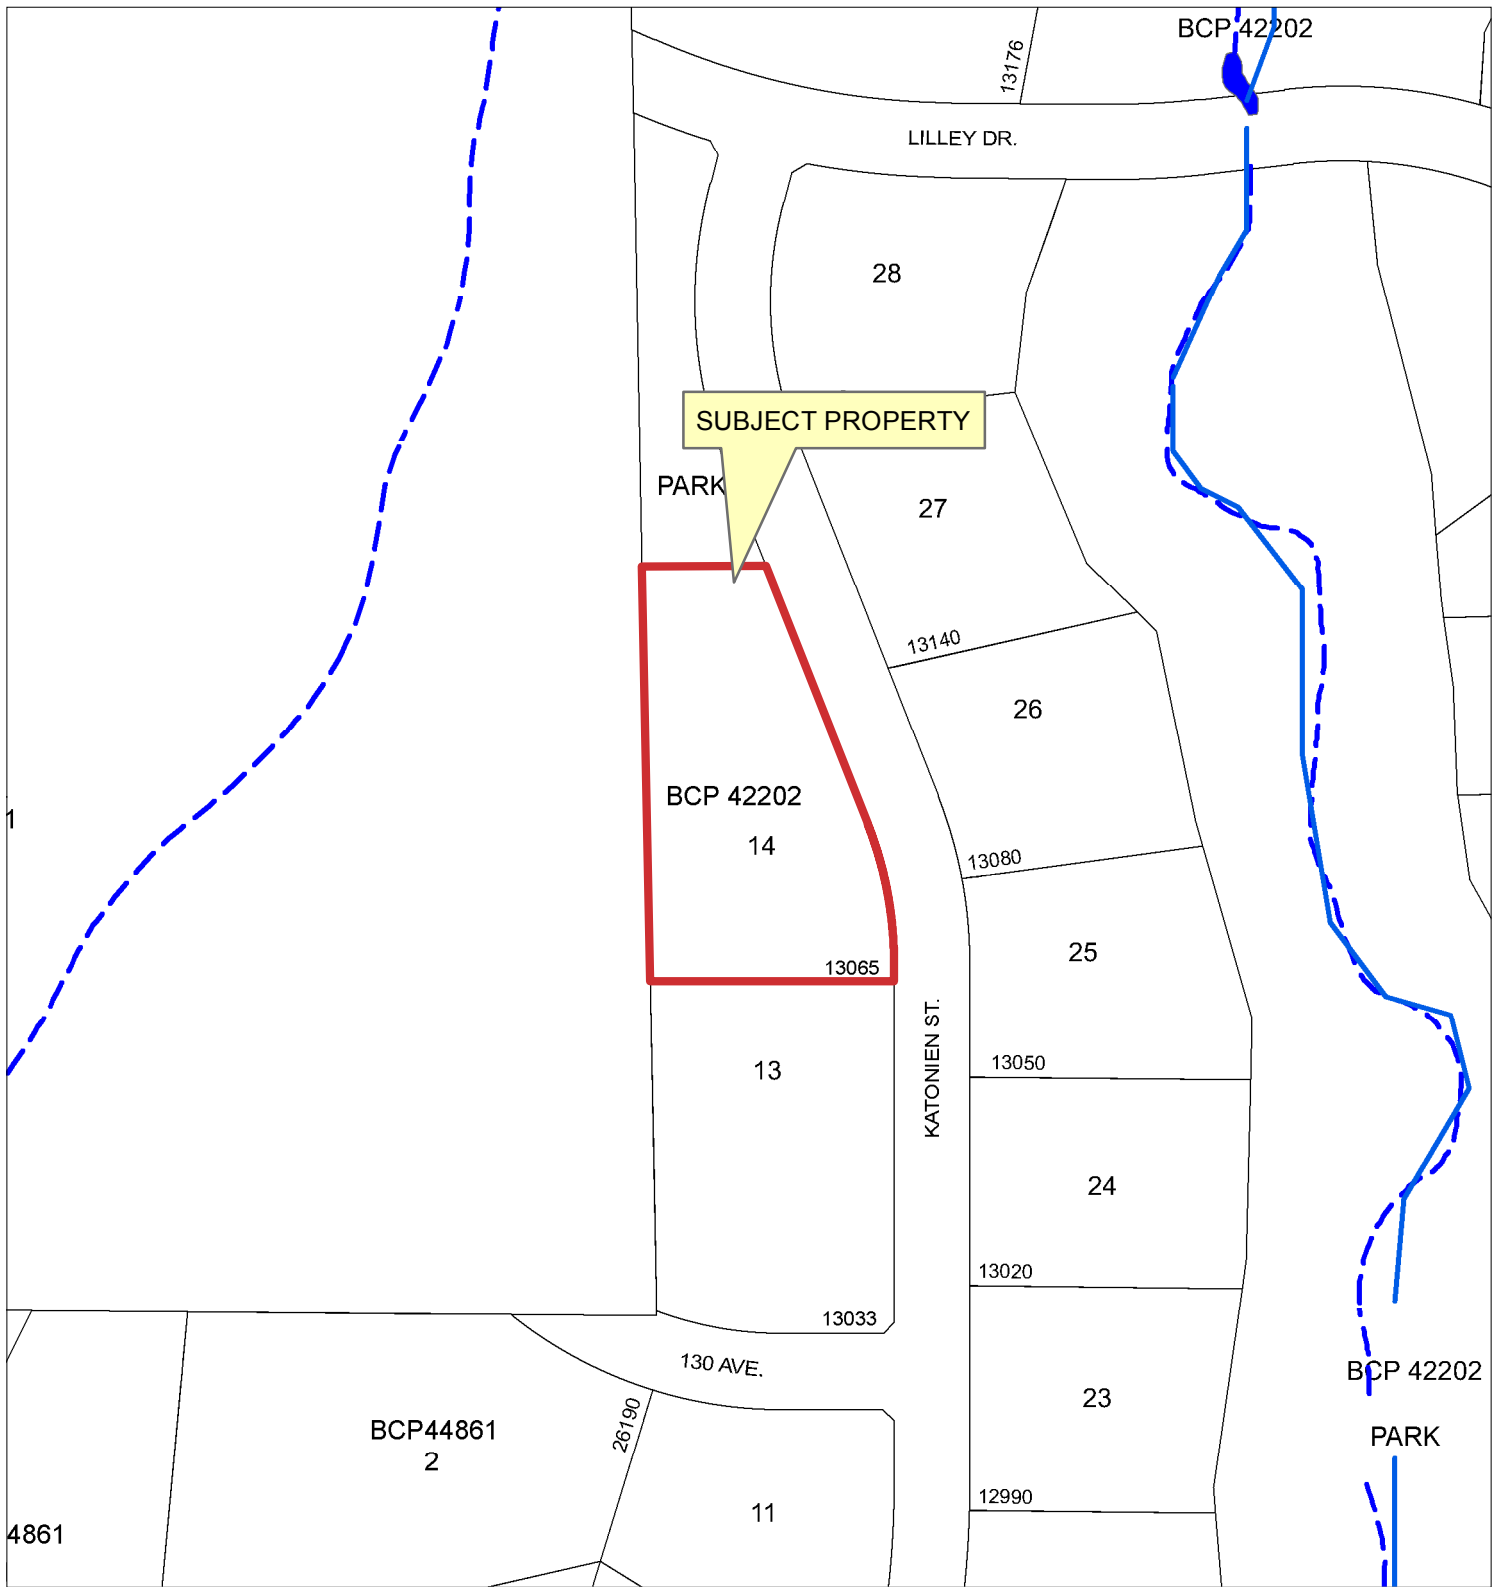 BCP 42202
13176
LILLEY DR.
28
SUBJECT PROPERTY
PARK
27
13140
26
BCP 42202
14
1
13080
13065
25
KATONIEN ST.
13050
13
24
13020
13033
130 AVE.
BCP 42202
23
26190
BCP44861
2
PARK
12990
11
4861